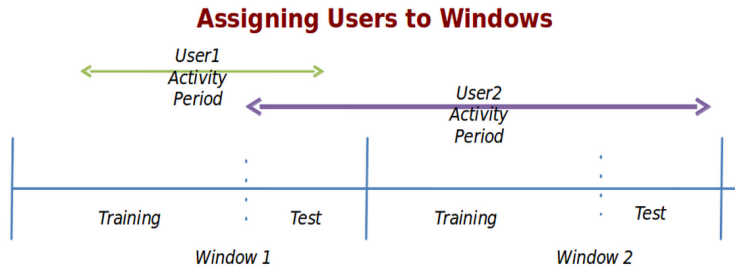 Assigning Users to Windows
User1
Activity
Period
User2
Activity
Period
Training
Test
Training
Test
Window 1
Window 2